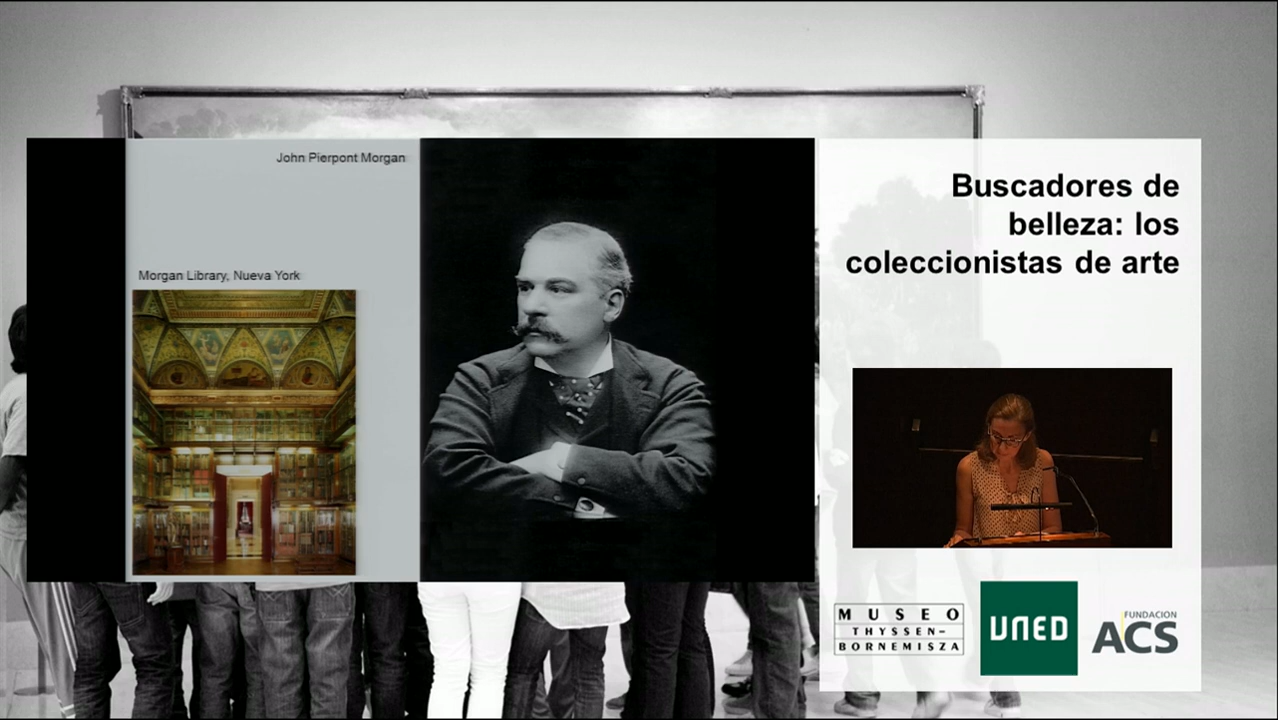 John Pierpont Morgan
Morgan Library, Nueva York
Buscadores de
belleza: los
coleccionistas de arte
MUSEO
THYSSEN-
BORNEMISZA
UNED
FUNDACION
ACS